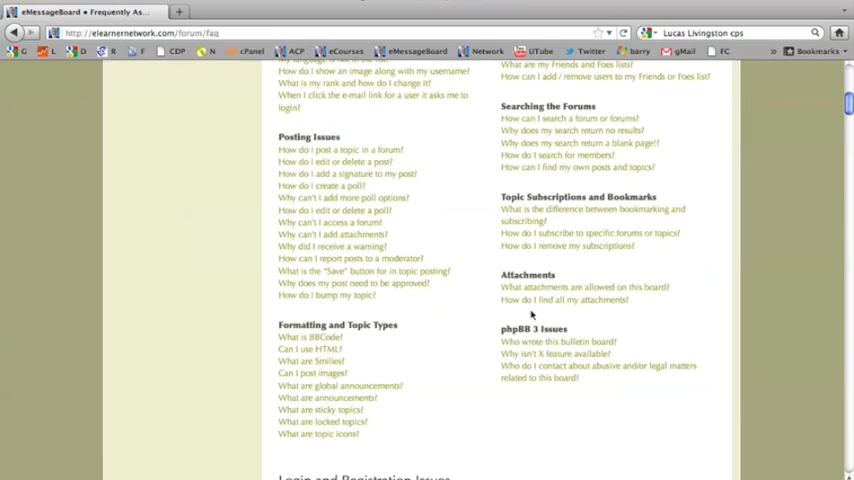 eMessageBoard • Frequently As...
http://elearnernetwork.com/forum/faq
Lucas Livingston cps
G L D R F CDP N cPanel ACP eCourses eMessageBoard Network UTube Twitter barry gMail FC Bookmarks
My language is not in the list!
How do I show an image along with my username?
What is my rank and how do I change it?
When I click the e-mail link for a user it asks me to
login?
Posting Issues
How do I post a topic in a forum?
How do I edit or delete a post?
How do I add a signature to my post?
How do I create a poll?
Why can't I add more poll options?
How do I edit or delete a poll?
Why can't I access a forum?
Why can't I add attachments?
Why did I receive a warning?
How can I report posts to a moderator?
What is the "Save" button for in topic posting?
Why does my post need to be approved?
How do I bump my topic?
Formatting and Topic Types
What is BBCode?
Can I use HTML?
What are Smilies?
Can I post images?
What are global announcements?
What are announcements?
What are sticky topics?
What are locked topics?
What are topic icons?
What are my Friends and Foes lists?
How can I add / remove users to my Friends or Foes list?
Searching the Forums
How can I search a forum or forums?
Why does my search return no results?
Why does my search return a blank page!?
How do I search for members?
How can I find my own posts and topics?
Topic Subscriptions and Bookmarks
What is the difference between bookmarking and
subscribing?
How do I subscribe to specific forums or topics?
How do I remove my subscriptions?
Attachments
What attachments are allowed on this board?
How do I find all my attachments?
phpBB 3 Issues
Who wrote this bulletin board?
Why isn't X feature available?
Who do I contact about abusive and/or legal matters
related to this board?
Login and Registration Issues